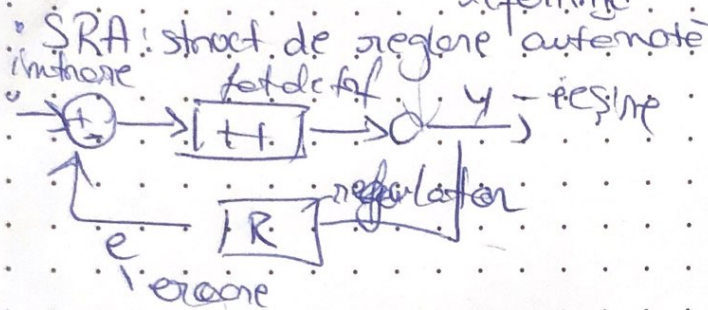 SRA: struct. de reglare automată
intrare
fct de tsf
+
-
H
y - ieșire
regulator
R
e
eroare